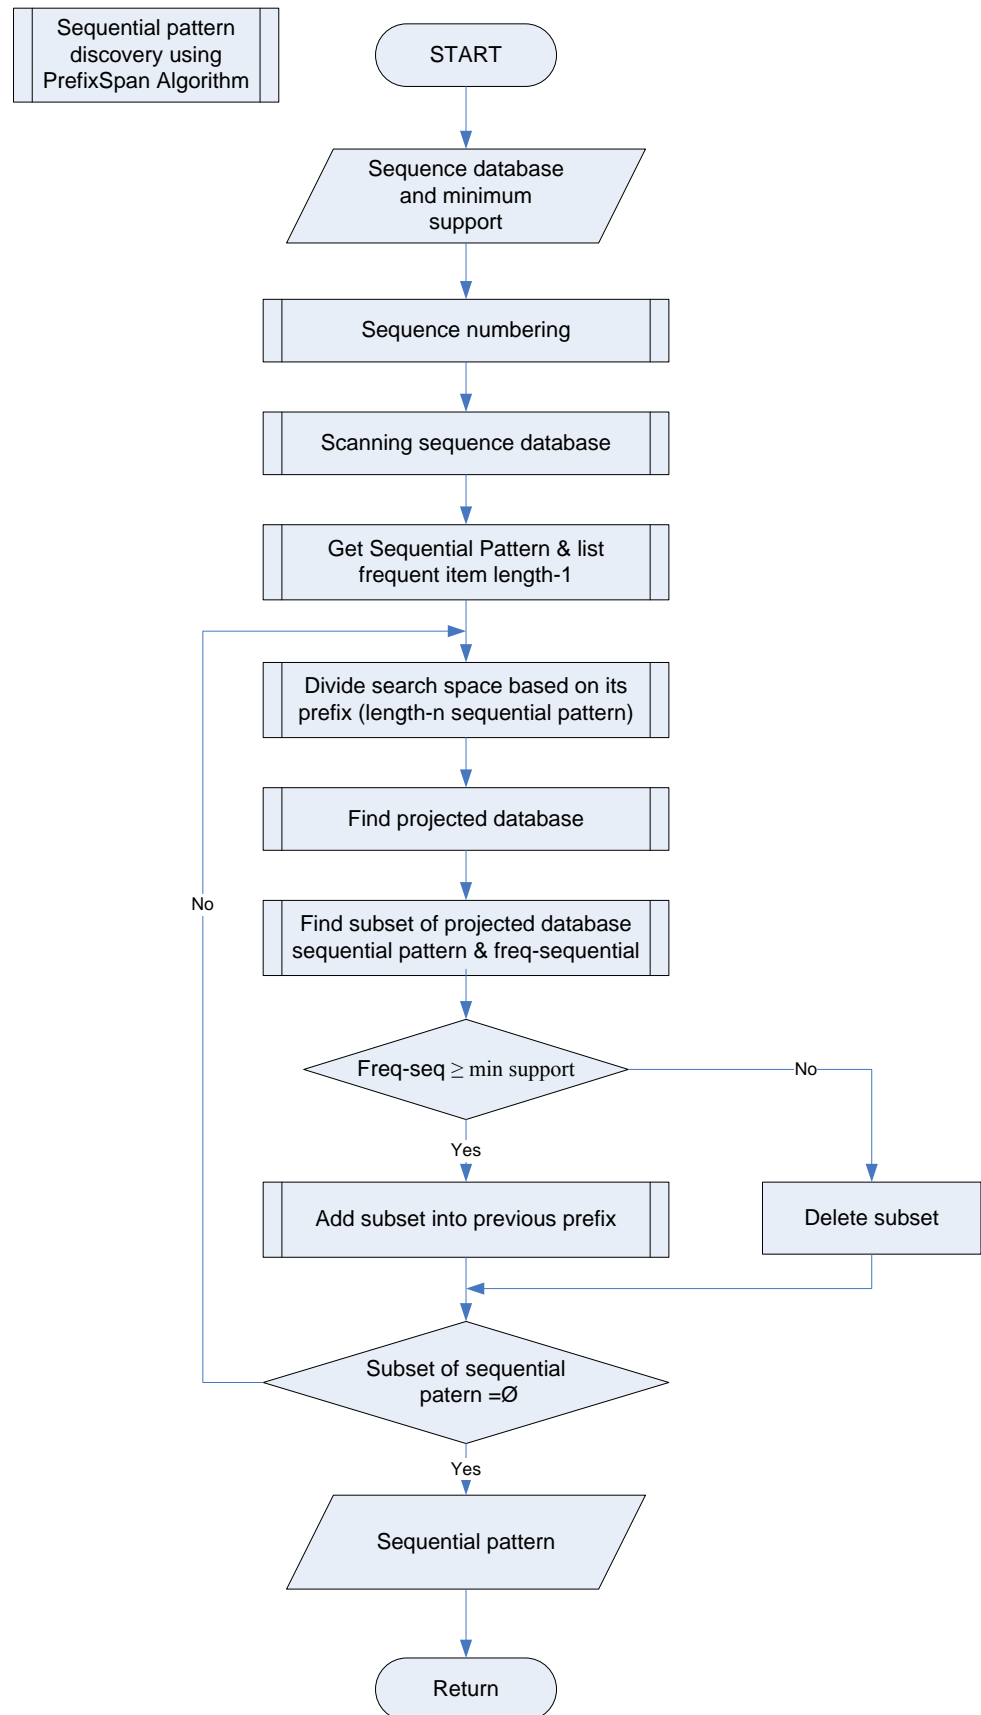 Sequential pattern
discovery using
PrefixSpan Algorithm
START
Sequence database
and minimum
support
Sequence numbering
Scanning sequence database
Get Sequential Pattern & list
frequent item length-1
Divide search space based on its
prefix (length-n sequential pattern)
Find projected database
No
Find subset of projected database
sequential pattern & freq-sequential
Freq-seq ≥ min support
No
Yes
Add subset into previous prefix
Delete subset
Subset of sequential
patern =Ø
Yes
Sequential pattern
Return